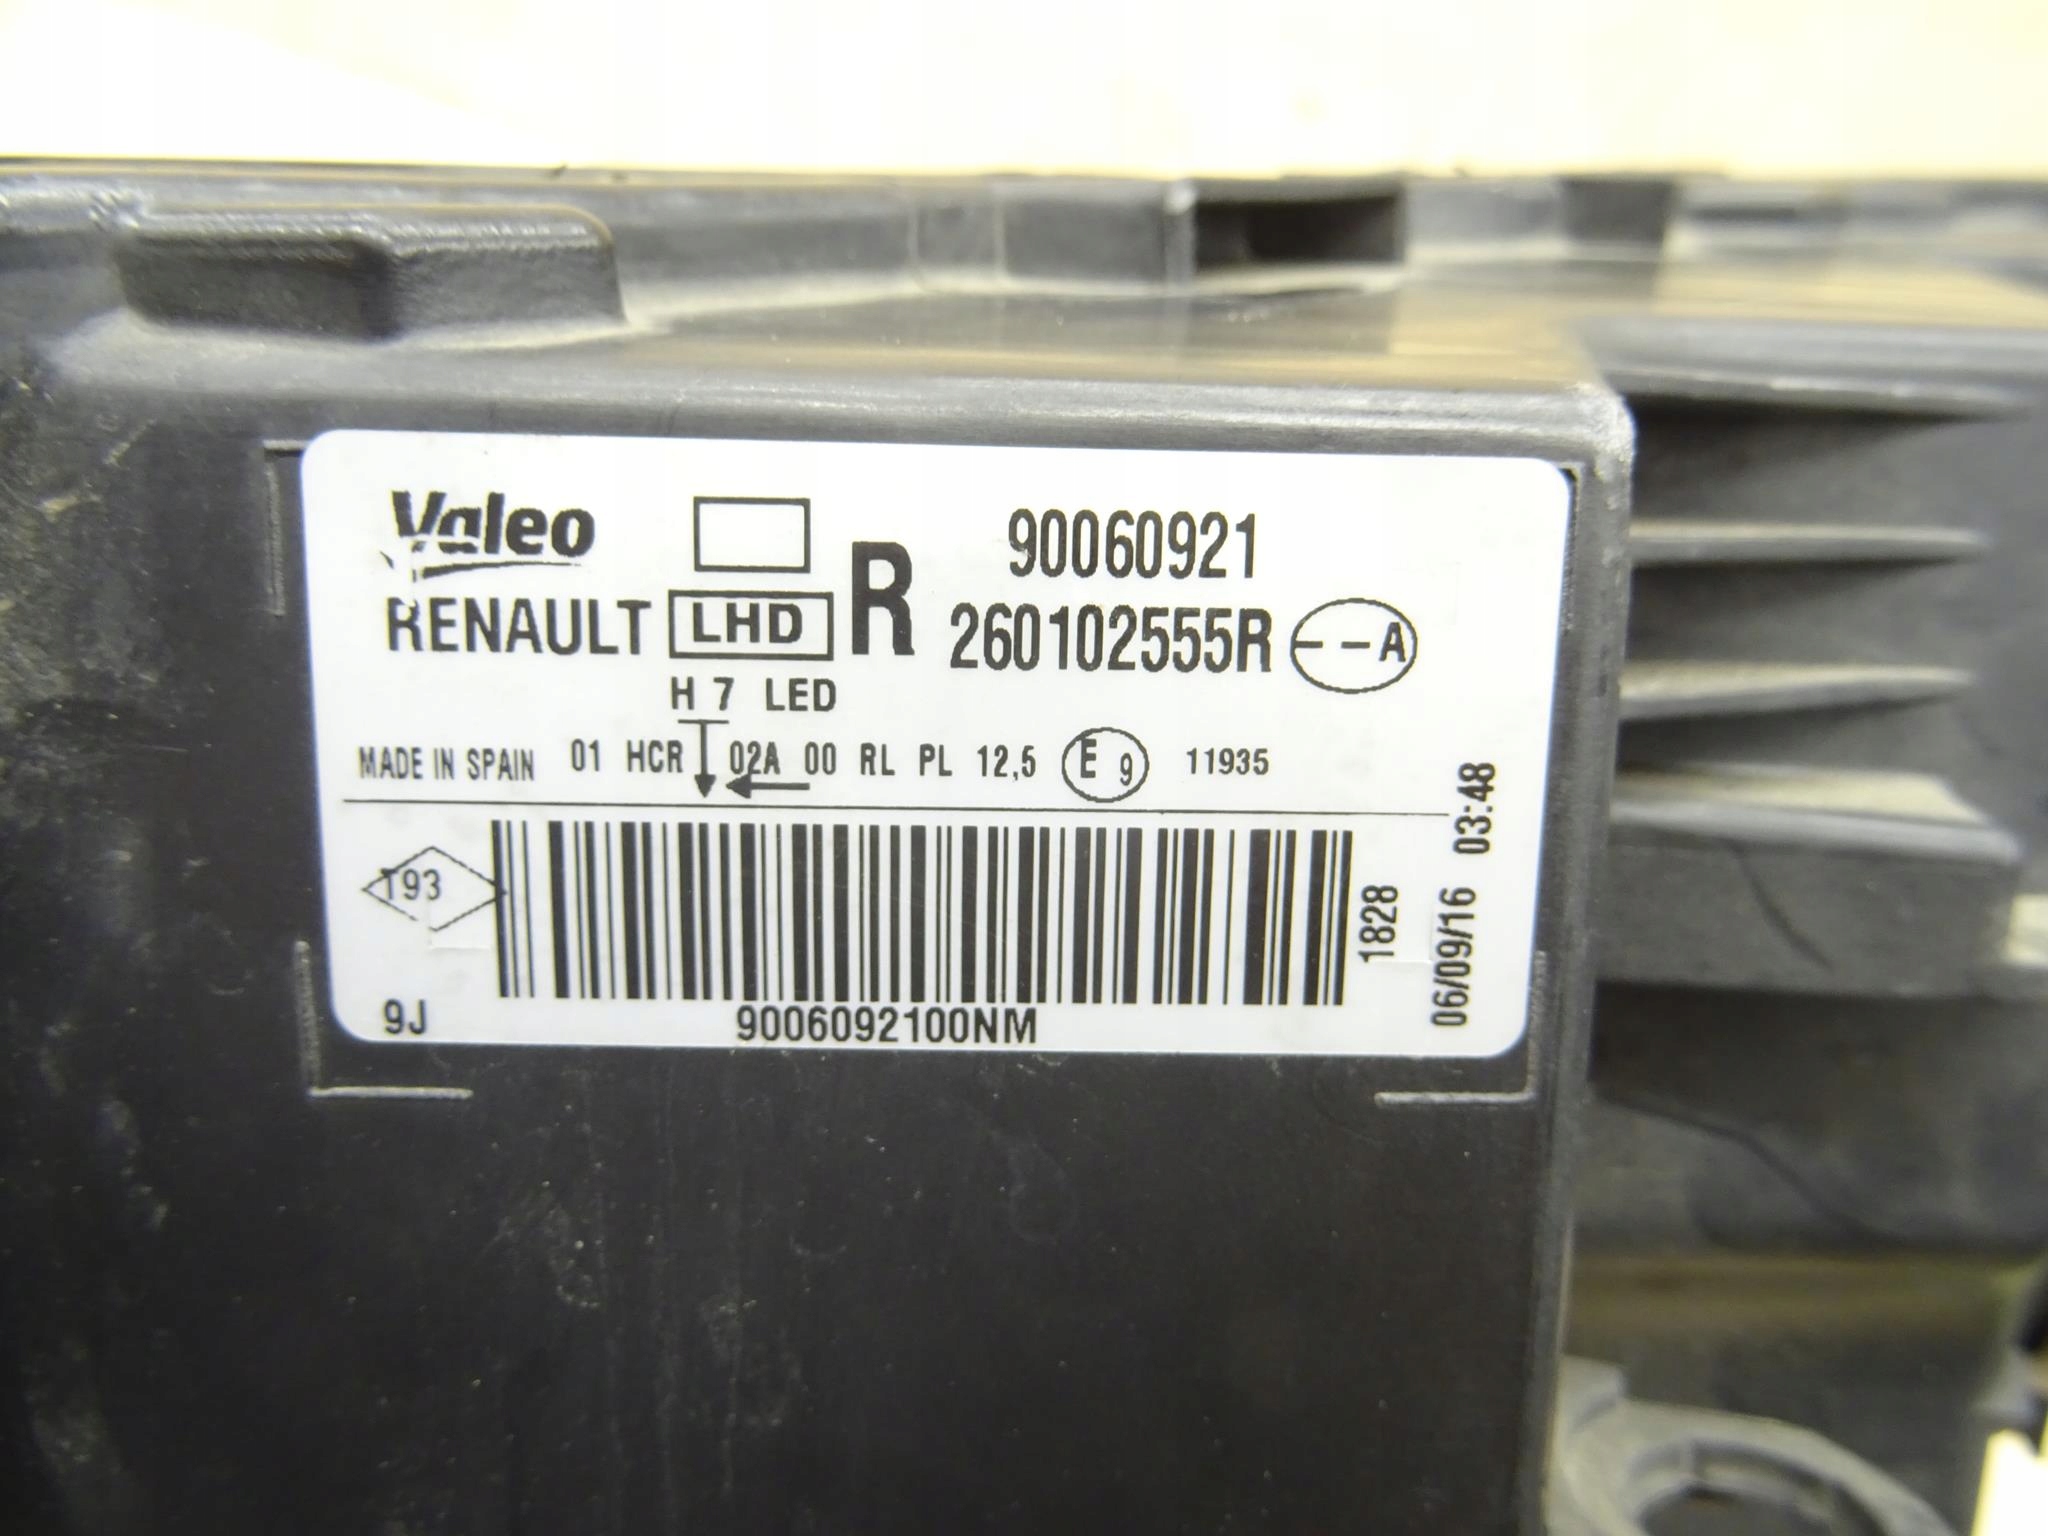 Valeo
RENAULT LHD R
90060921
260102555R --A
H 7 LED
MADE IN SPAIN 01 HCR 02A 00 RL PL 12,5 E 9 11935
T93
9J
9006092100NM
1828
06/09/16 03:48